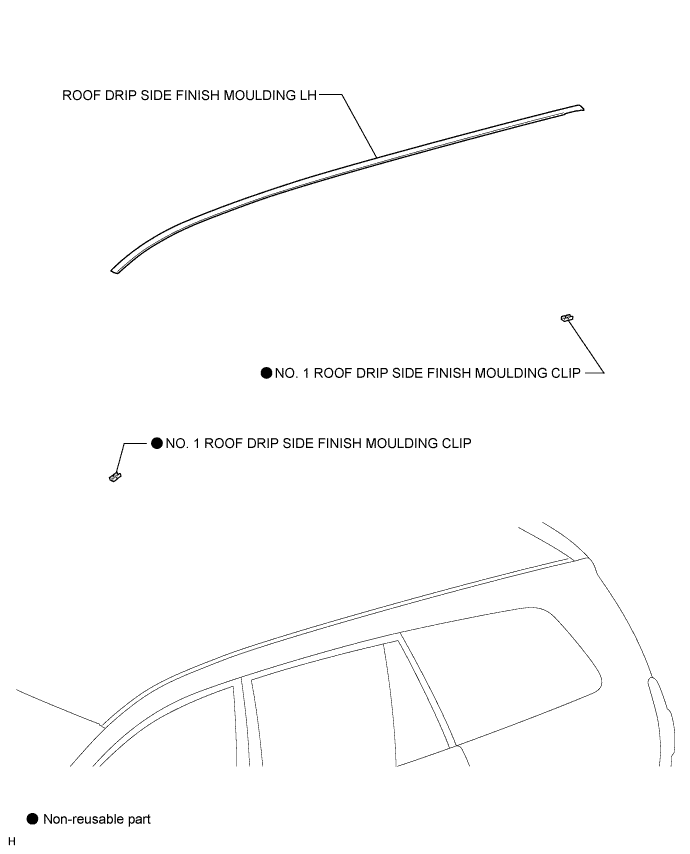 ROOF DRIP SIDE FINISH MOULDING LH
●NO. 1 ROOF DRIP SIDE FINISH MOULDING CLIP
●NO. 1 ROOF DRIP SIDE FINISH MOULDING CLIP
● Non-reusable part
H